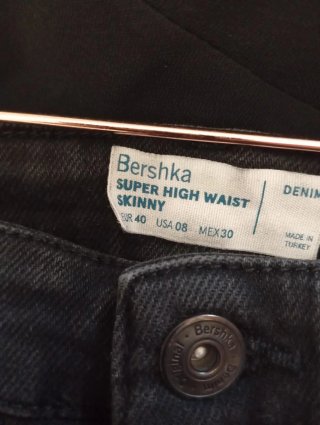 Bershka
SUPER HIGH WAIST
SKINNY
EUR 40 USA 08 MEX 30
DENIM
MADE IN
TURKEY
Bershka